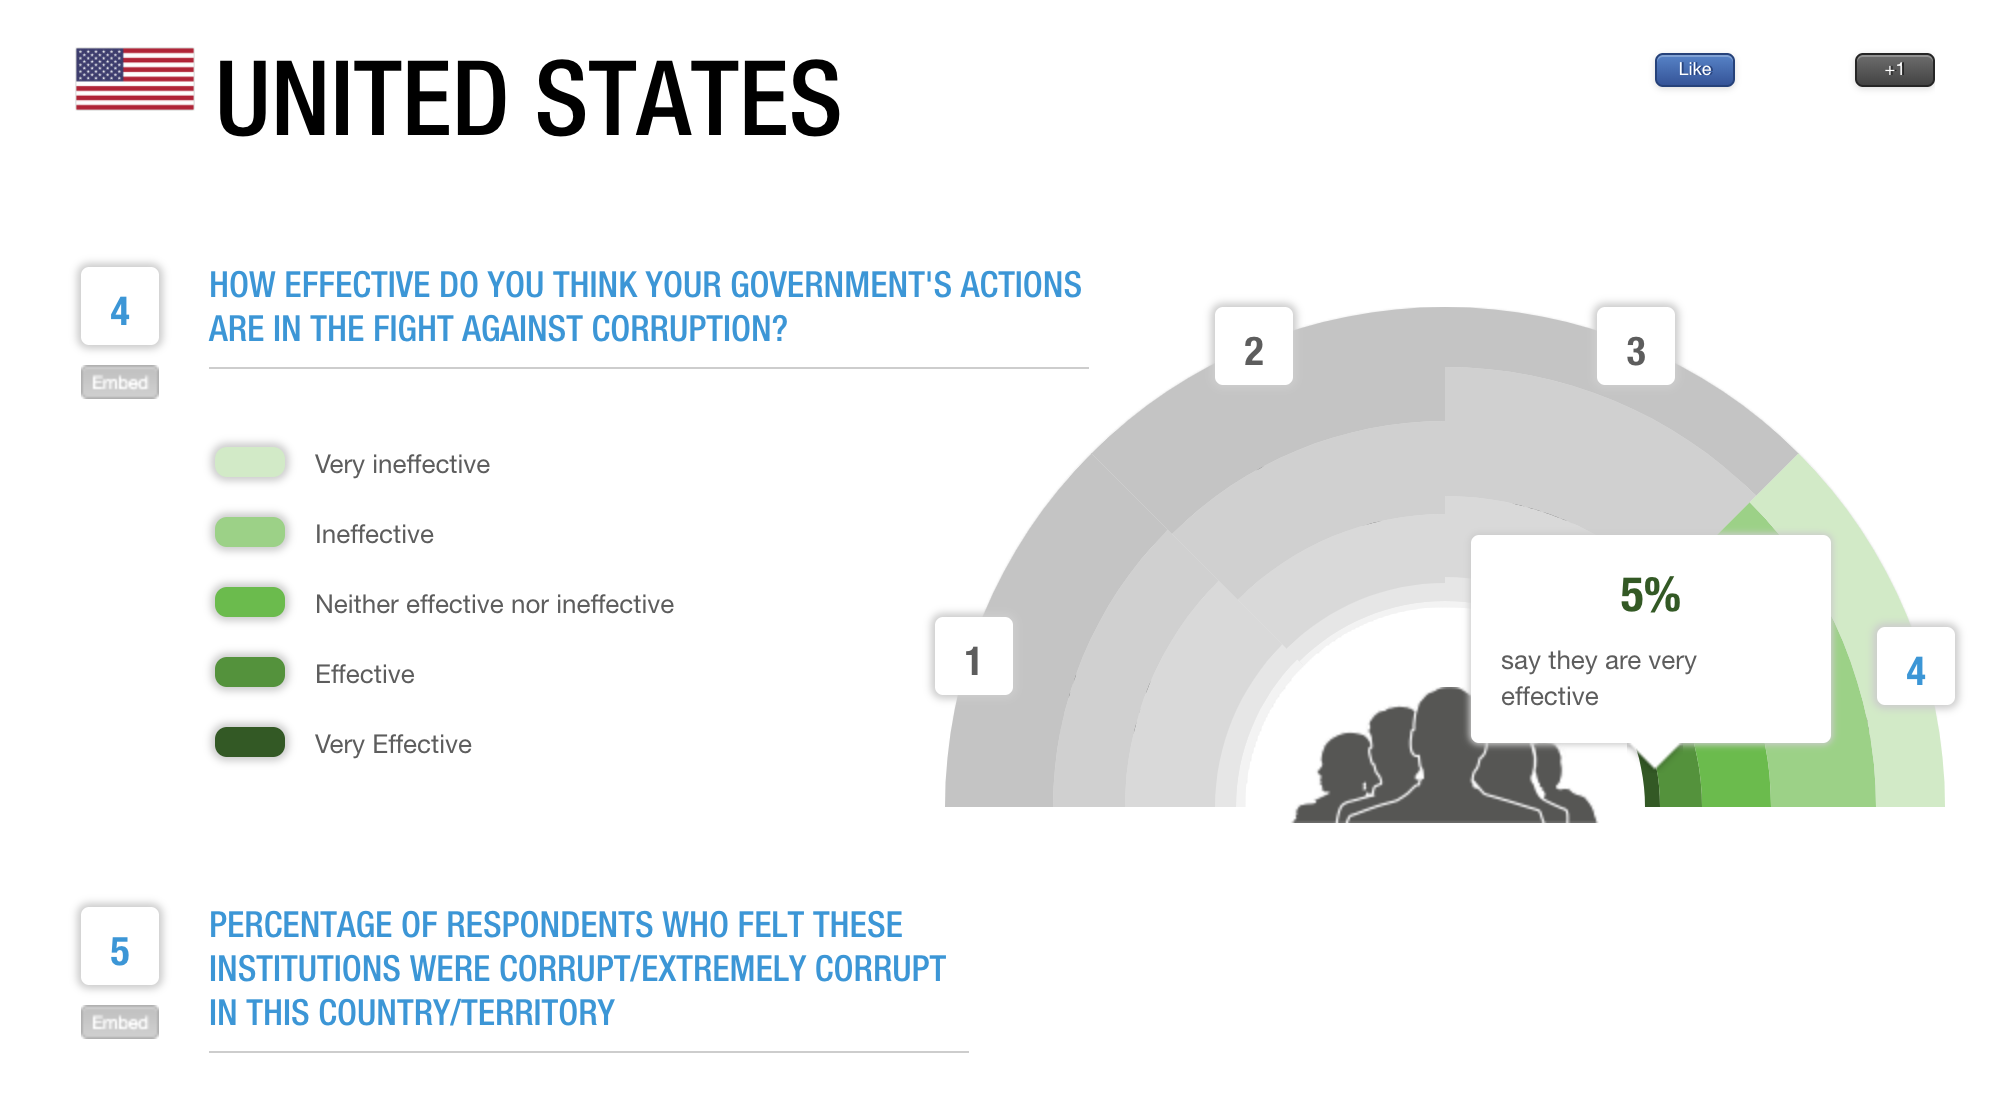 UNITED STATES
Like
+1
4
HOW EFFECTIVE DO YOU THINK YOUR GOVERNMENT'S ACTIONS
ARE IN THE FIGHT AGAINST CORRUPTION?
Embed
Very ineffective
Ineffective
Neither effective nor ineffective
Effective
Very Effective
1
2
3
4
5%
say they are very
effective
5
PERCENTAGE OF RESPONDENTS WHO FELT THESE
INSTITUTIONS WERE CORRUPT/EXTREMELY CORRUPT
IN THIS COUNTRY/TERRITORY
Embed